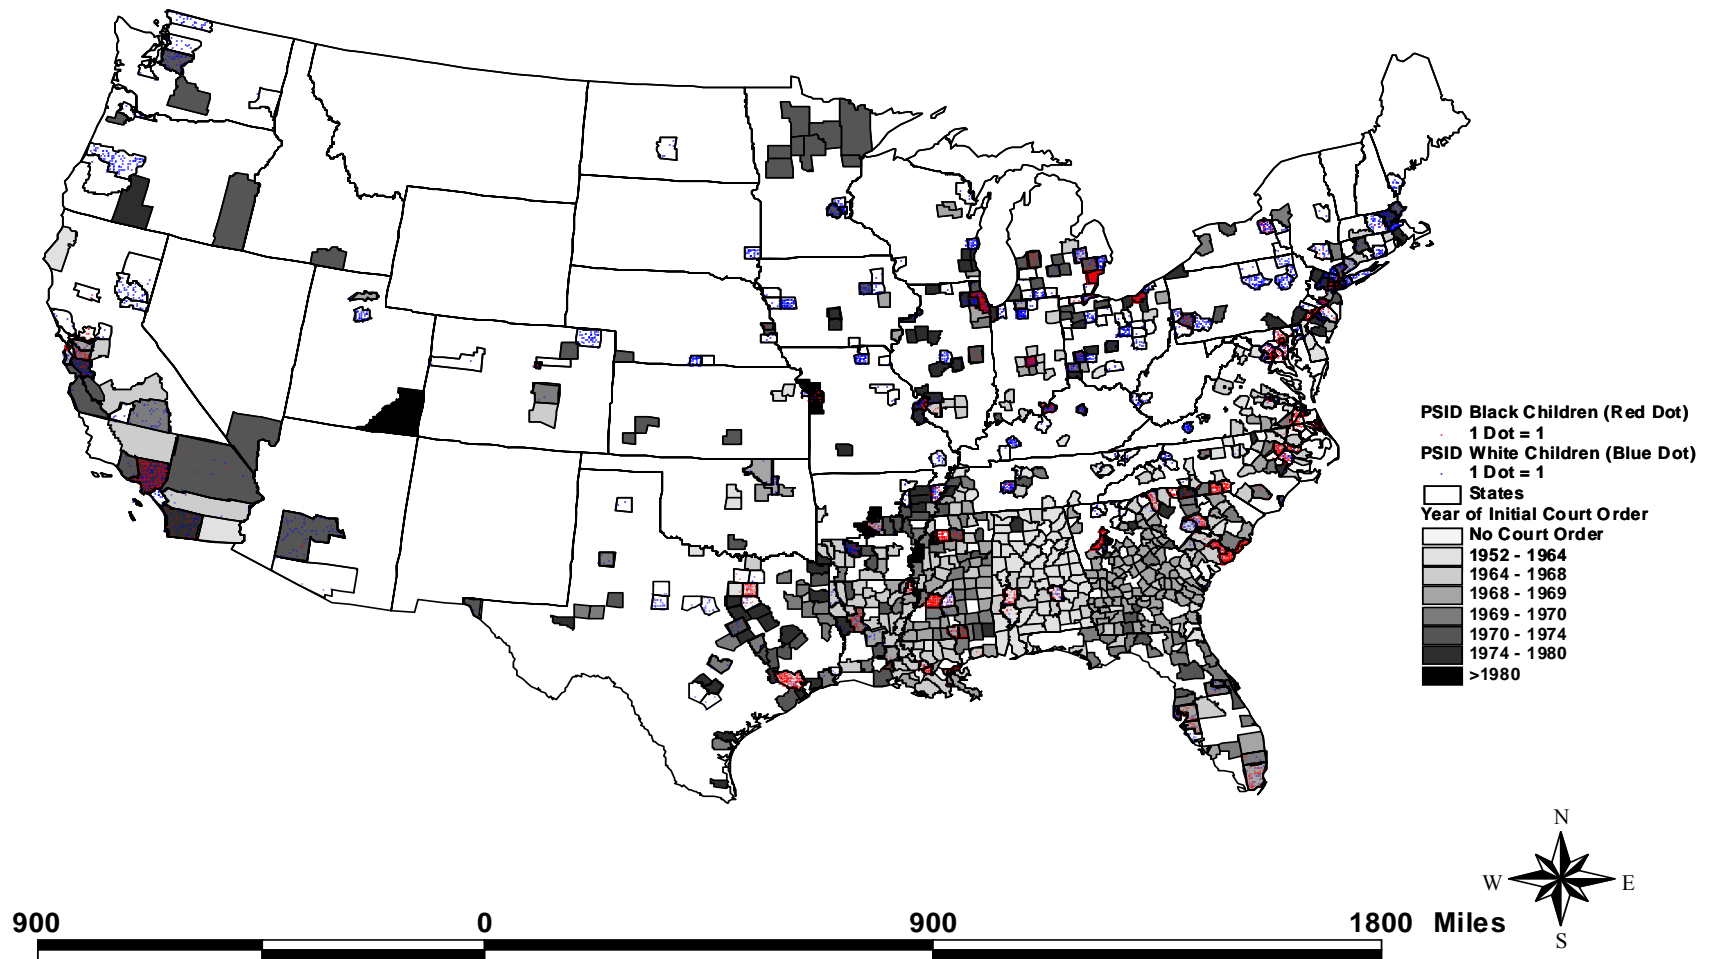 PSID Black Children (Red Dot)
1 Dot = 1
PSID White Children (Blue Dot)
1 Dot = 1
States
Year of Initial Court Order
No Court Order
1952 - 1964
1964 - 1968
1968 - 1969
1969 - 1970
1970 - 1974
1974 - 1980
>1980
N
W E
S
900 0 900 1800 Miles